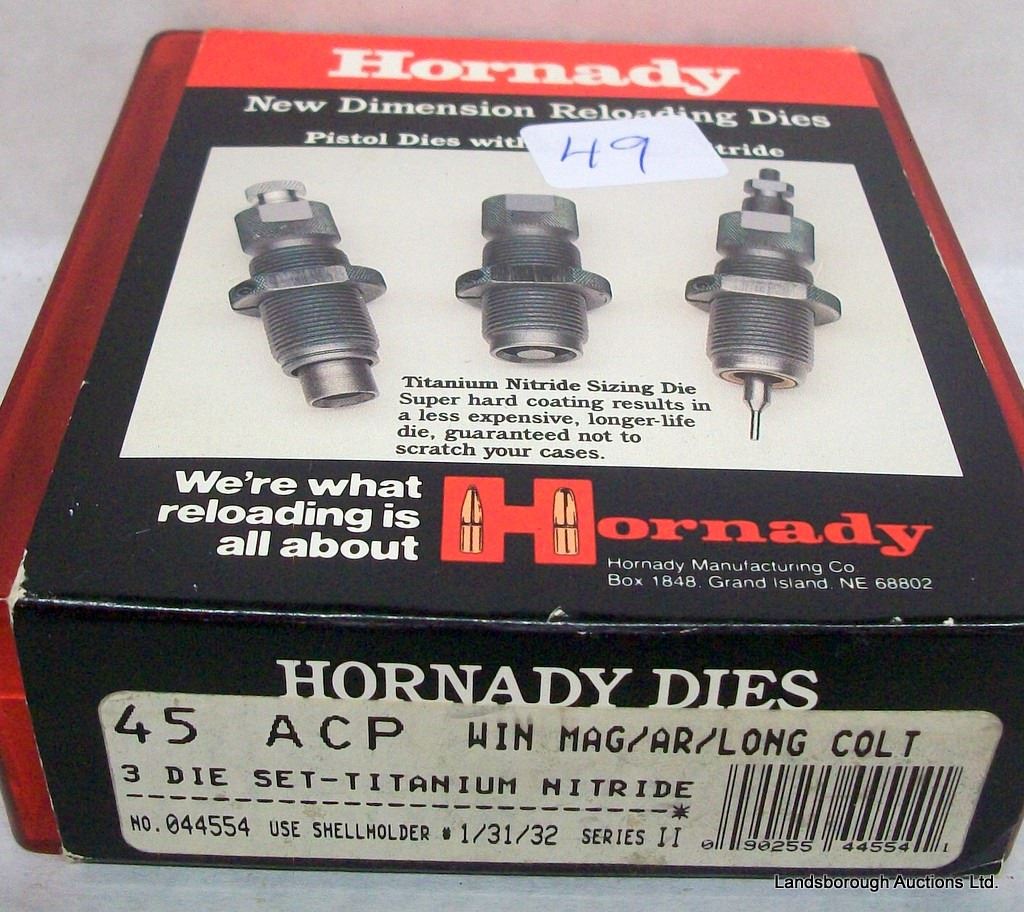 Hornady
New Dimension Reloading Dies
Pistol Dies with tride
49
Titanium Nitride Sizing Die
Super hard coating results in
a less expensive, longer-life
die, guaranteed not to
scratch your cases.
We're what
reloading is
all about
Hornady
Hornady Manufacturing Co.
Box 1848, Grand Island, NE 68802
HORNADY DIES
45 ACP WIN MAG/AR/LONG COLT
3 DIE SET-TITANIUM NITRIDE
------------------------------*
NO. 044554 USE SHELLHOLDER # 1/31/32 SERIES II
0 90255 44554 1
Landsborough Auctions Ltd.